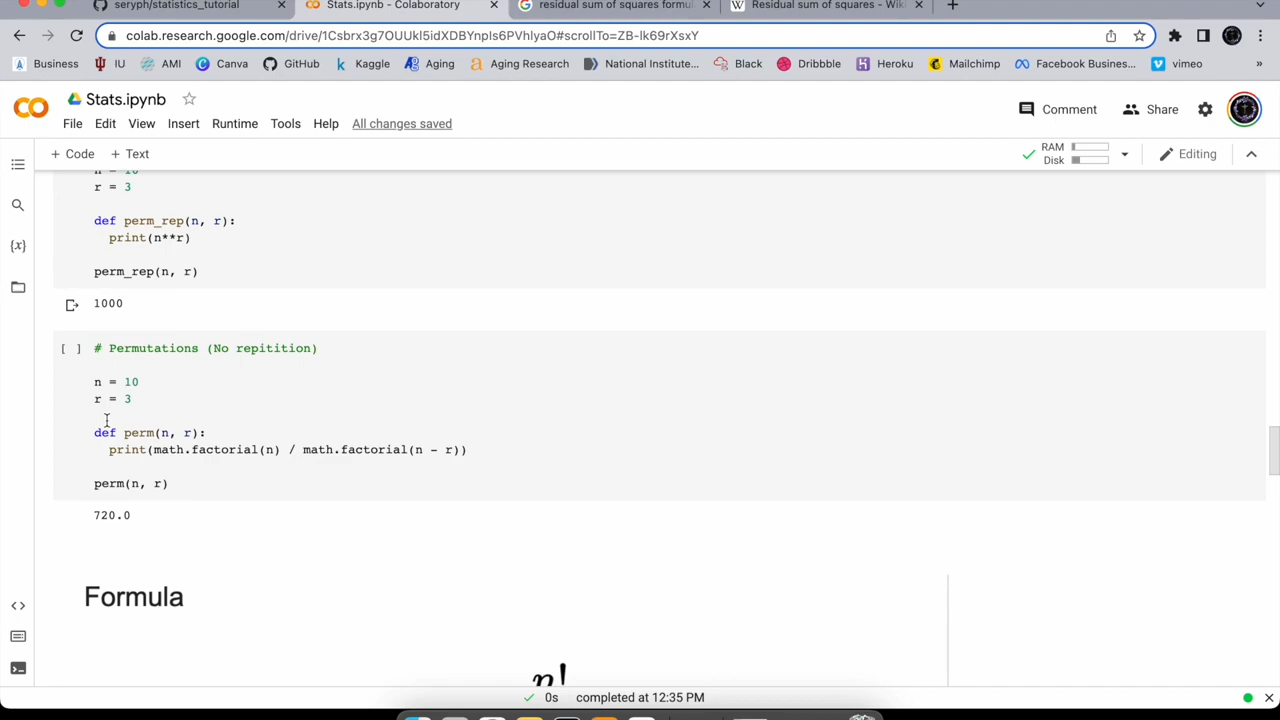 seryph/statistics_tutorial
Stats.ipynb - Colaboratory
residual sum of squares formul
Residual sum of squares - Wiki
colab.research.google.com/drive/1Csbrx3g7OUUkl5idXDBYnpIs6PVhlyaO#scrollTo=ZB-lk69rXsxY
Business
IU
AMI
Canva
GitHub
Kaggle
Aging
Aging Research
National Institute...
Black
Dribbble
Heroku
Mailchimp
Facebook Busines...
vimeo
»
Stats.ipynb
Comment
Share
File Edit View Insert Runtime Tools Help All changes saved
+ Code + Text
RAM
Disk
Editing
n = 10
r = 3
def perm_rep(n, r):
print(n**r)
perm_rep(n, r)
1000
[ ] # Permutations (No repitition)
n = 10
r = 3
def perm(n, r):
print(math.factorial(n) / math.factorial(n - r))
perm(n, r)
720.0
Formula
n!
0s completed at 12:35 PM